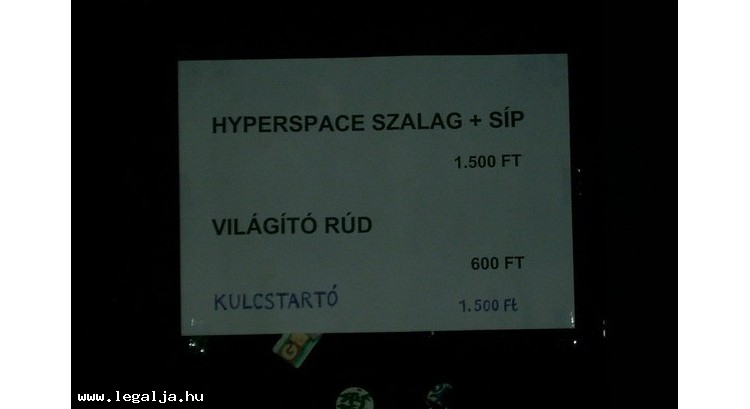 HYPERSPACE SZALAG + SÍP
1.500 FT
VILÁGÍTÓ RÚD
600 FT
KULCSTARTÓ 1.500 Ft
www.legalja.hu